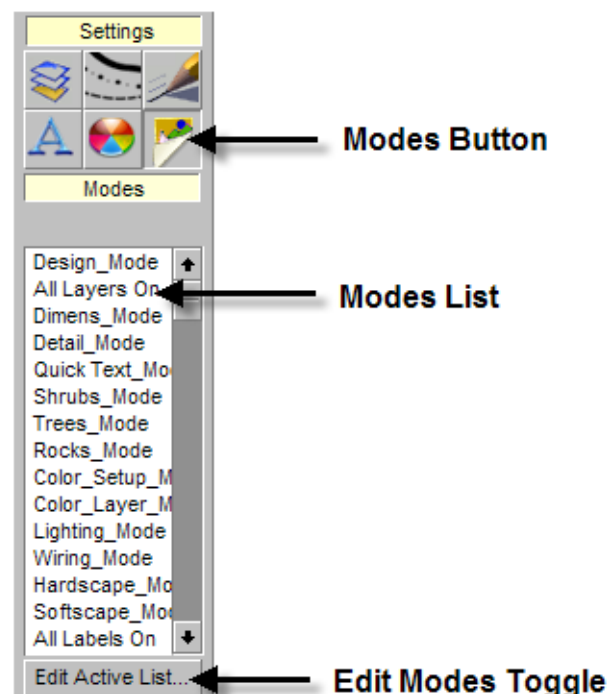 Settings
Modes Button
Modes
Design_Mode
All Layers On
Modes List
Dimens_Mode
Detail_Mode
Quick Text_Mo
Shrubs_Mode
Trees_Mode
Rocks_Mode
Color_Setup_M
Color_Layer_M
Lighting_Mode
Wiring_Mode
Hardscape_Mo
Softscape_Mo
All Labels On
Edit Active List...
Edit Modes Toggle